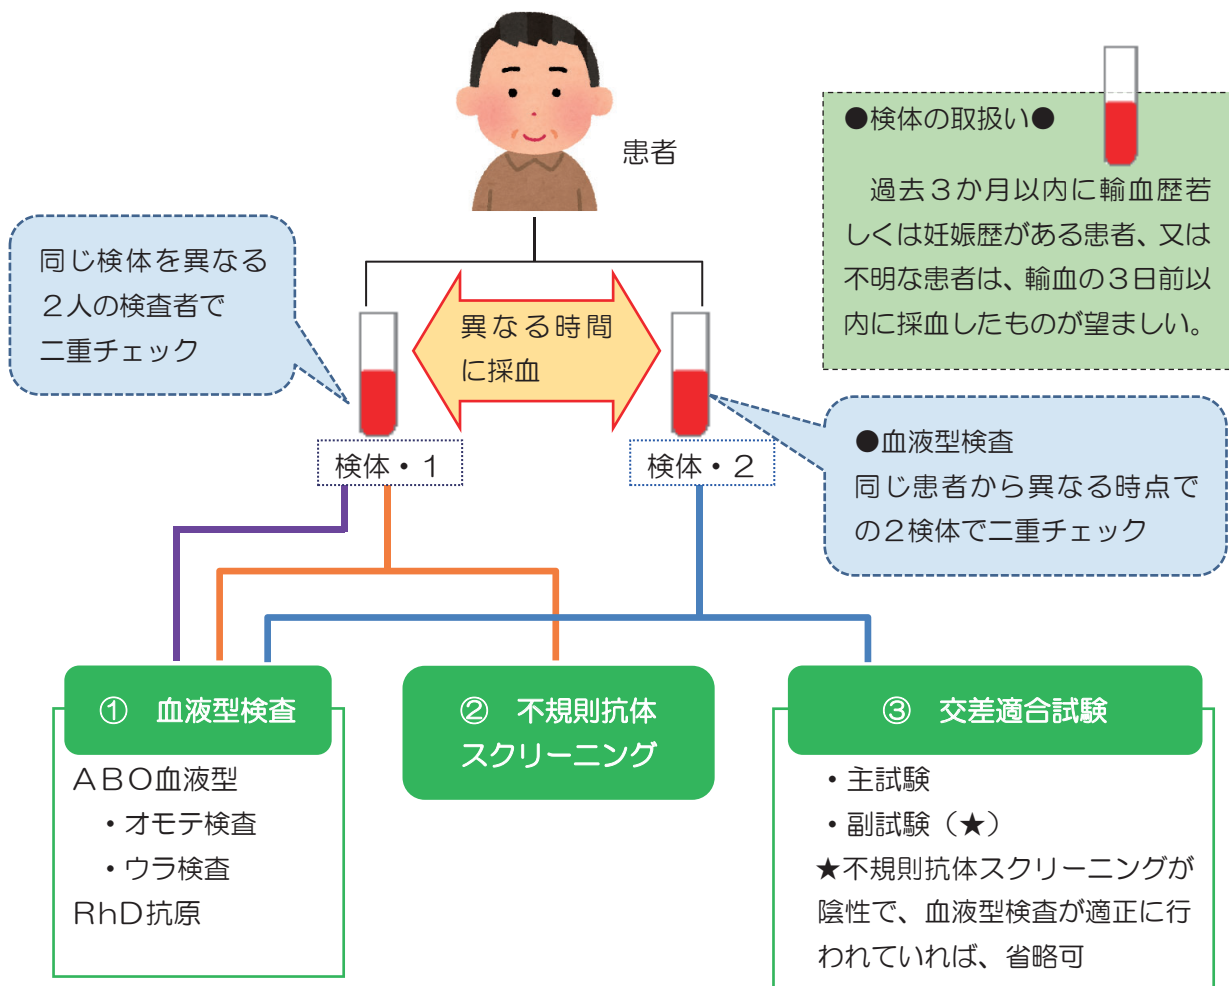 患者
●検体の取扱い●
過去３か月以内に輸血歴若
しくは妊娠歴がある患者、又は
不明な患者は、輸血の３日前以
内に採血したものが望ましい。
同じ検体を異なる
２人の検査者で
二重チェック
異なる時間
に採血
検体・１
検体・２
●血液型検査
同じ患者から異なる時点で
の２検体で二重チェック
①　血液型検査
ＡＢＯ血液型
・オモテ検査
・ウラ検査
RhD抗原
②　不規則抗体
スクリーニング
③　交差適合試験
・主試験
・副試験（★）
★不規則抗体スクリーニングが
陰性で、血液型検査が適正に行
われていれば、省略可